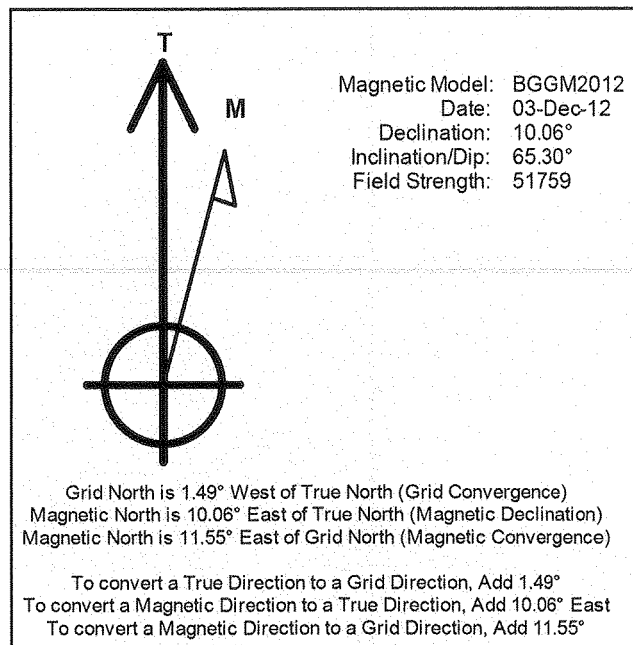 T
M
Magnetic Model: BGGM2012
Date: 03-Dec-12
Declination: 10.06°
Inclination/Dip: 65.30°
Field Strength: 51759
Grid North is 1.49° West of True North (Grid Convergence)
Magnetic North is 10.06° East of True North (Magnetic Declination)
Magnetic North is 11.55° East of Grid North (Magnetic Convergence)
To convert a True Direction to a Grid Direction, Add 1.49°
To convert a Magnetic Direction to a True Direction, Add 10.06° East
To convert a Magnetic Direction to a Grid Direction, Add 11.55°